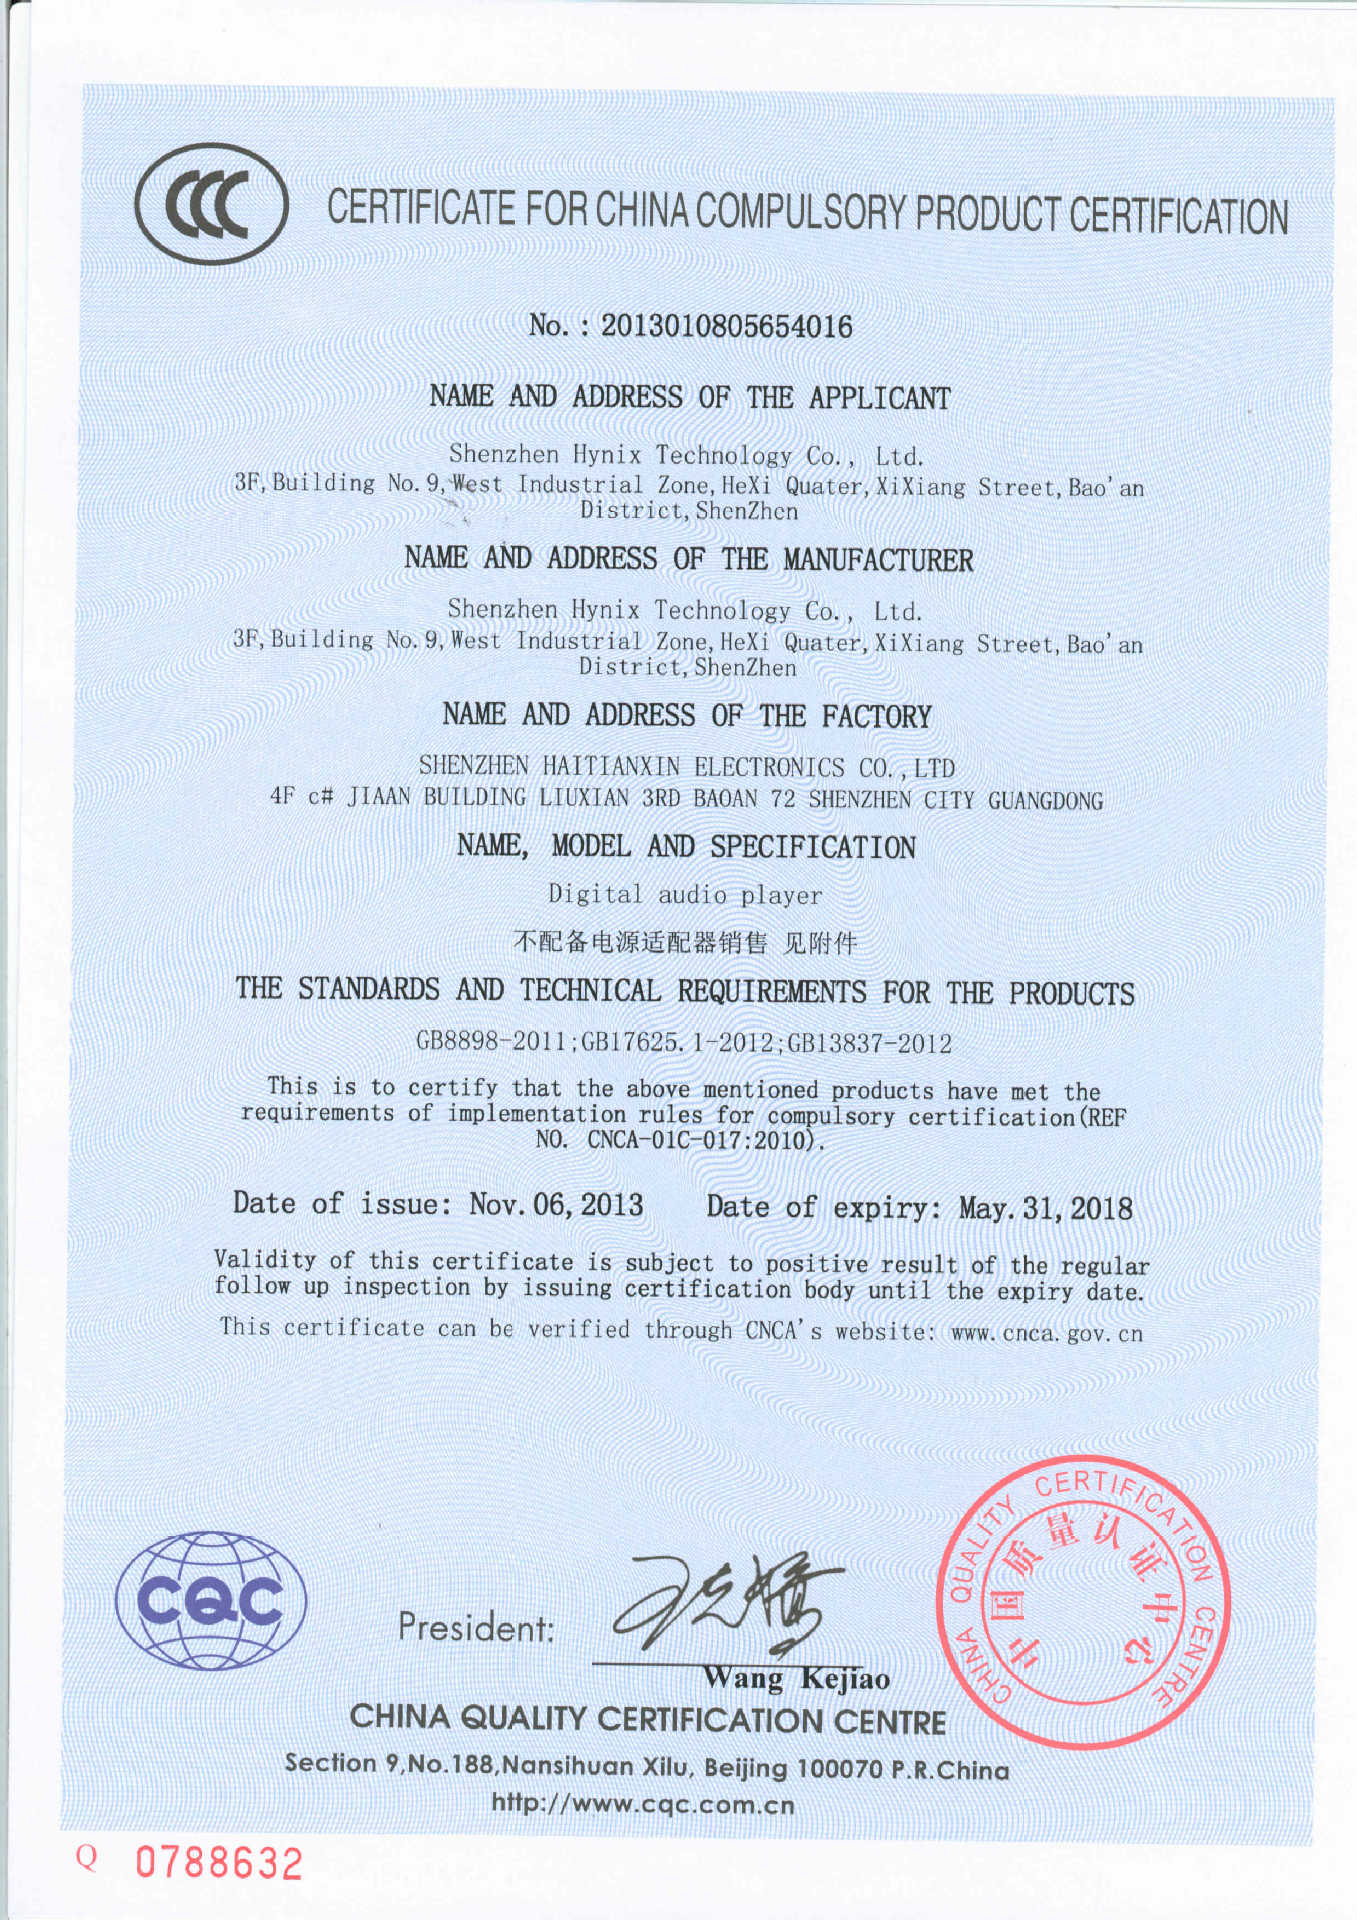 CCC
CERTIFICATE FOR CHINA COMPULSORY PRODUCT CERTIFICATION
No. : 2013010805654016
NAME AND ADDRESS OF THE APPLICANT
Shenzhen Hynix Technology Co., Ltd.
3F,Building No.9,West Industrial Zone,HeXi Quater,XiXiang Street,Bao'an
District,ShenZhen
NAME AND ADDRESS OF THE MANUFACTURER
Shenzhen Hynix Technology Co., Ltd.
3F,Building No.9,West Industrial Zone,HeXi Quater,XiXiang Street,Bao'an
District,ShenZhen
NAME AND ADDRESS OF THE FACTORY
SHENZHEN HAITIANXIN ELECTRONICS CO.,LTD
4F c# JIAAN BUILDING LIUXIAN 3RD BAOAN 72 SHENZHEN CITY GUANGDONG
NAME, MODEL AND SPECIFICATION
Digital audio player
不配备电源适配器销售 见附件
THE STANDARDS AND TECHNICAL REQUIREMENTS FOR THE PRODUCTS
GB8898-2011;GB17625.1-2012;GB13837-2012
This is to certify that the above mentioned products have met the
requirements of implementation rules for compulsory certification(REF
NO. CNCA-01C-017:2010).
Date of issue: Nov.06,2013 Date of expiry: May.31,2018
Validity of this certificate is subject to positive result of the regular
follow up inspection by issuing certification body until the expiry date.
This certificate can be verified through CNCA's website: www.cnca.gov.cn
CQC
President:
Wang Kejiao
CHINA QUALITY CERTIFICATION CENTRE
中国质量认证中心
CHINA QUALITY CERTIFICATION CENTRE
Section 9,No.188,Nansihuan Xilu, Beijing 100070 P.R.China
http://www.cqc.com.cn
Q 0788632